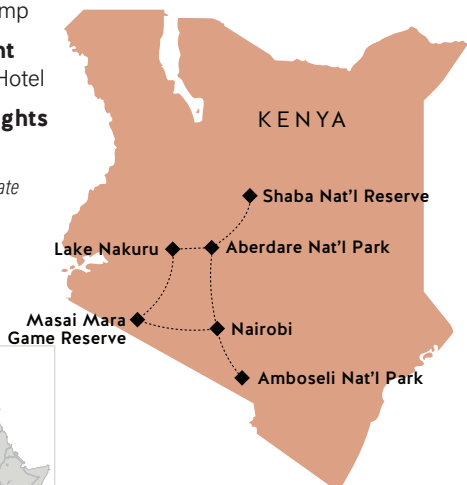 mp
nt
Hotel
ghts
ate
KENYA
Shaba Nat'l Reserve
Lake Nakuru
Aberdare Nat'l Park
Masai Mara
Game Reserve
Nairobi
Amboseli Nat'l Park